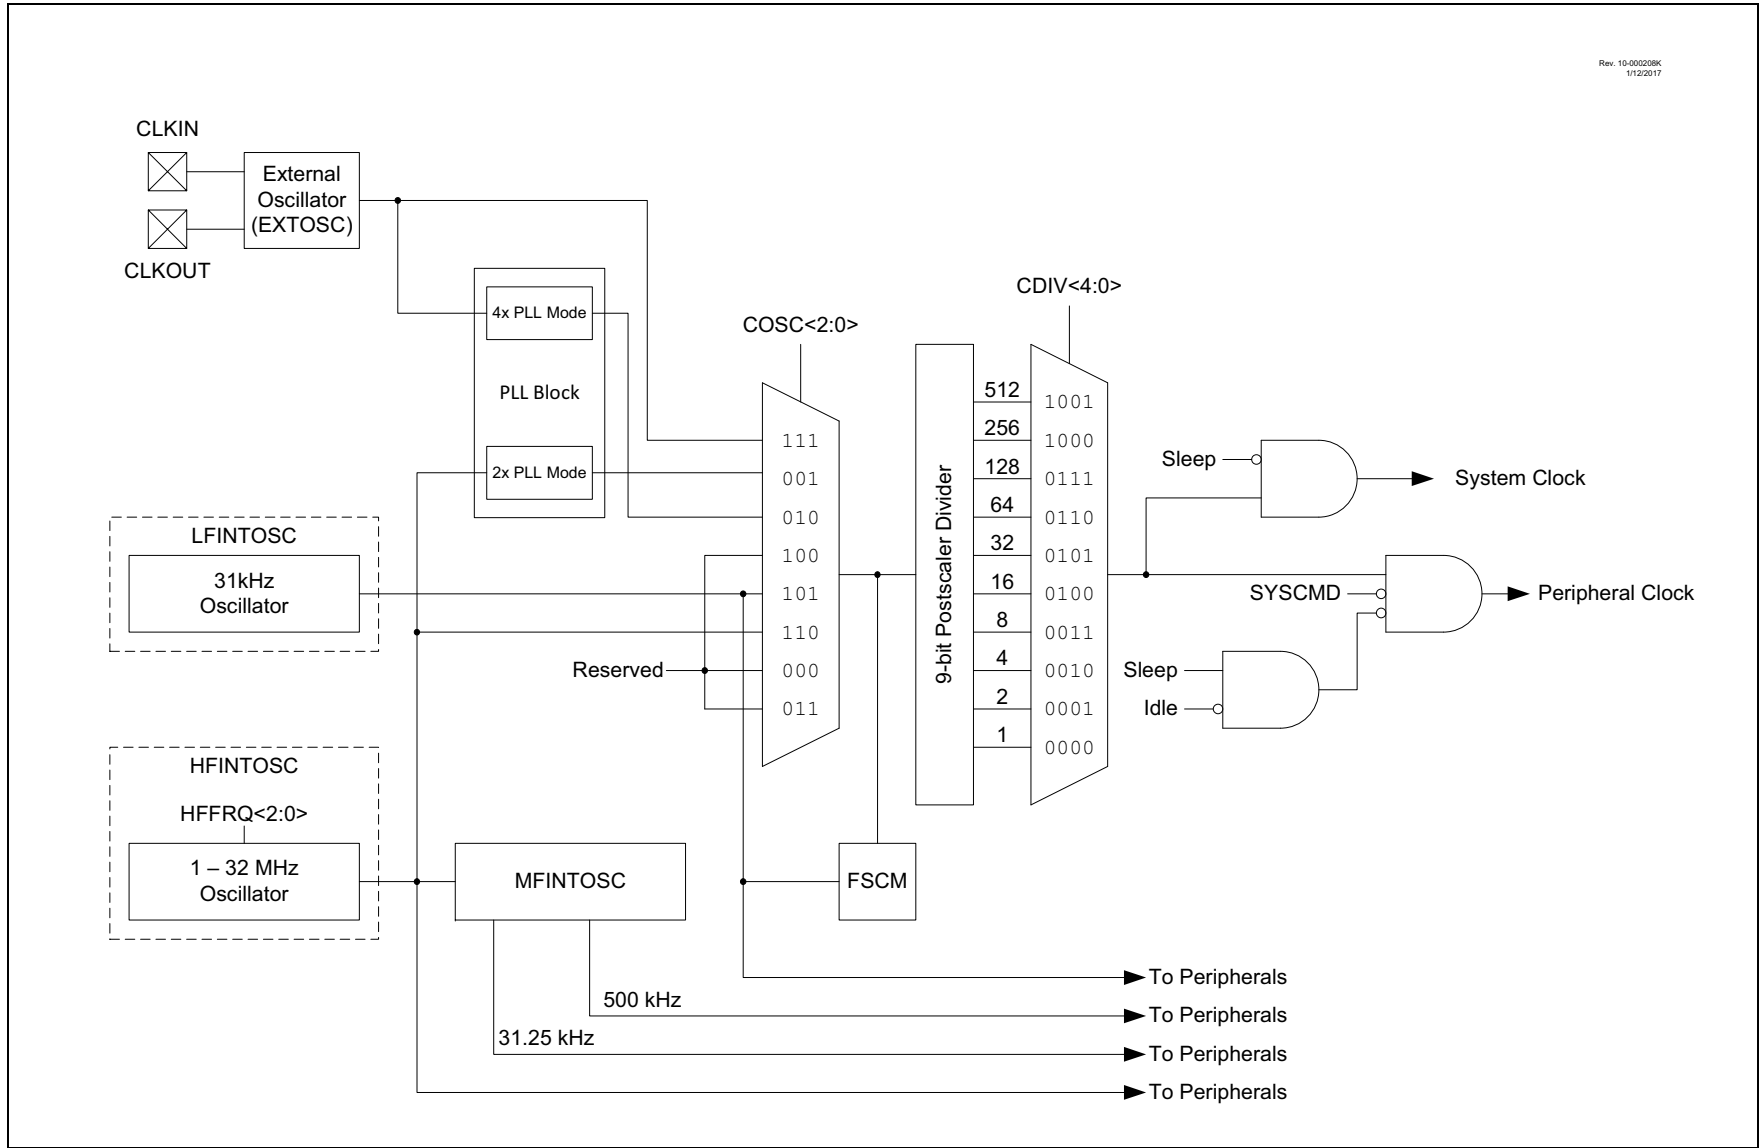 Rev. 10-000208K
1/12/2017
CLKIN
External
Oscillator
(EXTOSC)
CLKOUT
4x PLL Mode
PLL Block
2x PLL Mode
COSC<2:0>
111
001
010
100
101
110
000
011
Reserved
LFINTOSC
31kHz
Oscillator
HFINTOSC
HFFRQ<2:0>
1 – 32 MHz
Oscillator
MFINTOSC
FSCM
500 kHz
31.25 kHz
9-bit Postscaler Divider
CDIV<4:0>
512 1001
256 1000
128 0111
64 0110
32 0101
16 0100
8 0011
4 0010
2 0001
1 0000
Sleep
System Clock
SYSCMD
Peripheral Clock
Sleep
Idle
To Peripherals
To Peripherals
To Peripherals
To Peripherals